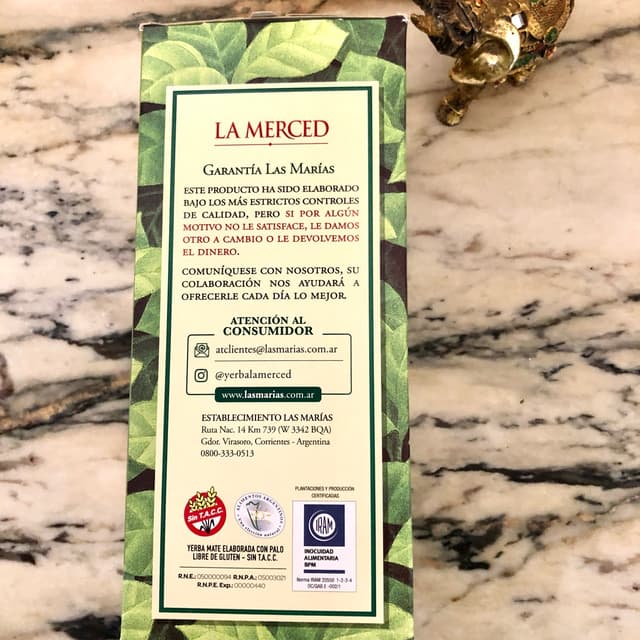 LA MERCED
GARANTÍA LAS MARÍAS
ESTE PRODUCTO HA SIDO ELABORADO
BAJO LOS MÁS ESTRICTOS CONTROLES
DE CALIDAD, PERO SI POR ALGÚN
MOTIVO NO LE SATISFACE, LE DAMOS
OTRO A CAMBIO O LE DEVOLVEMOS
EL DINERO.
COMUNÍQUESE CON NOSOTROS, SU
COLABORACIÓN NOS AYUDARÁ A
OFRECERLE CADA DÍA LO MEJOR.
ATENCIÓN AL
CONSUMIDOR
atclientes@lasmarias.com.ar
@yerbalamerced
www.lasmarias.com.ar
ESTABLECIMIENTO LAS MARÍAS
Ruta Nac. 14 Km 739 (W 3342 BQA)
Gdor. Virasoro, Corrientes - Argentina
0800-333-0513
PLANTACIONES Y PRODUCCIÓN
CERTIFICADAS
Sin T.A.C.C.
ALIMENTOS ARGENTINOS
una elección natural
IRAM
INOCUIDAD
ALIMENTARIA
BPM
YERBA MATE ELABORADA CON PALO
LIBRE DE GLUTEN - SIN T.A.C.C.
R.N.E.: 050000094 R.N.P.A.: 05003021
R.N.P.E. Exp.: 00000440